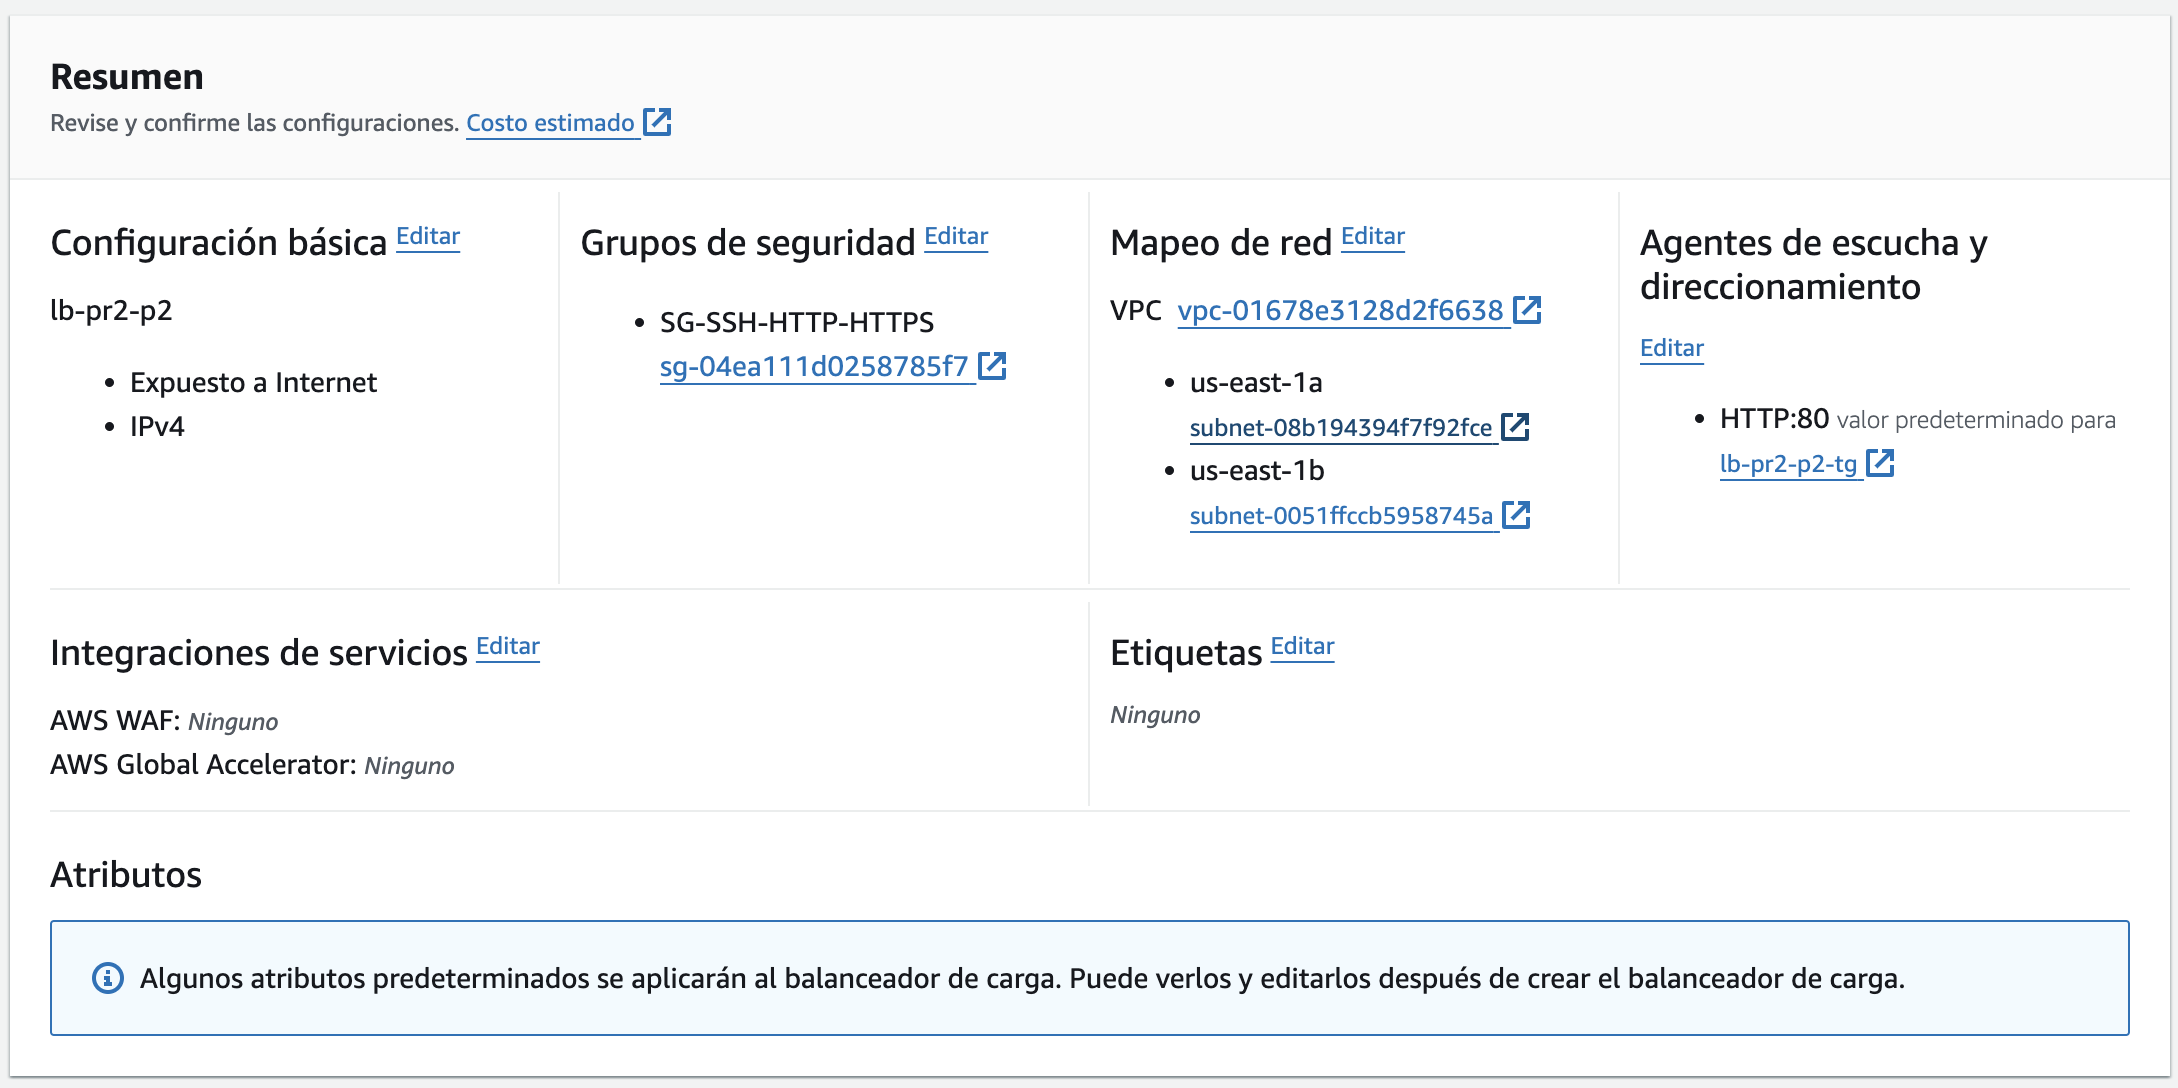 Resumen
Revise y confirme las configuraciones. Costo estimado
Configuración básica Editar
lb-pr2-p2
• Expuesto a Internet
• IPv4
Grupos de seguridad Editar
• SG-SSH-HTTP-HTTPS
sg-04ea111d0258785f7
Mapeo de red Editar
VPC vpc-01678e3128d2f6638
• us-east-1a
subnet-08b194394f7f92fce
• us-east-1b
subnet-0051ffccb5958745a
Agentes de escucha y
direccionamiento
Editar
• HTTP:80 valor predeterminado para
lb-pr2-p2-tg
Integraciones de servicios Editar
AWS WAF: Ninguno
AWS Global Accelerator: Ninguno
Etiquetas Editar
Ninguno
Atributos
Algunos atributos predeterminados se aplicarán al balanceador de carga. Puede verlos y editarlos después de crear el balanceador de carga.